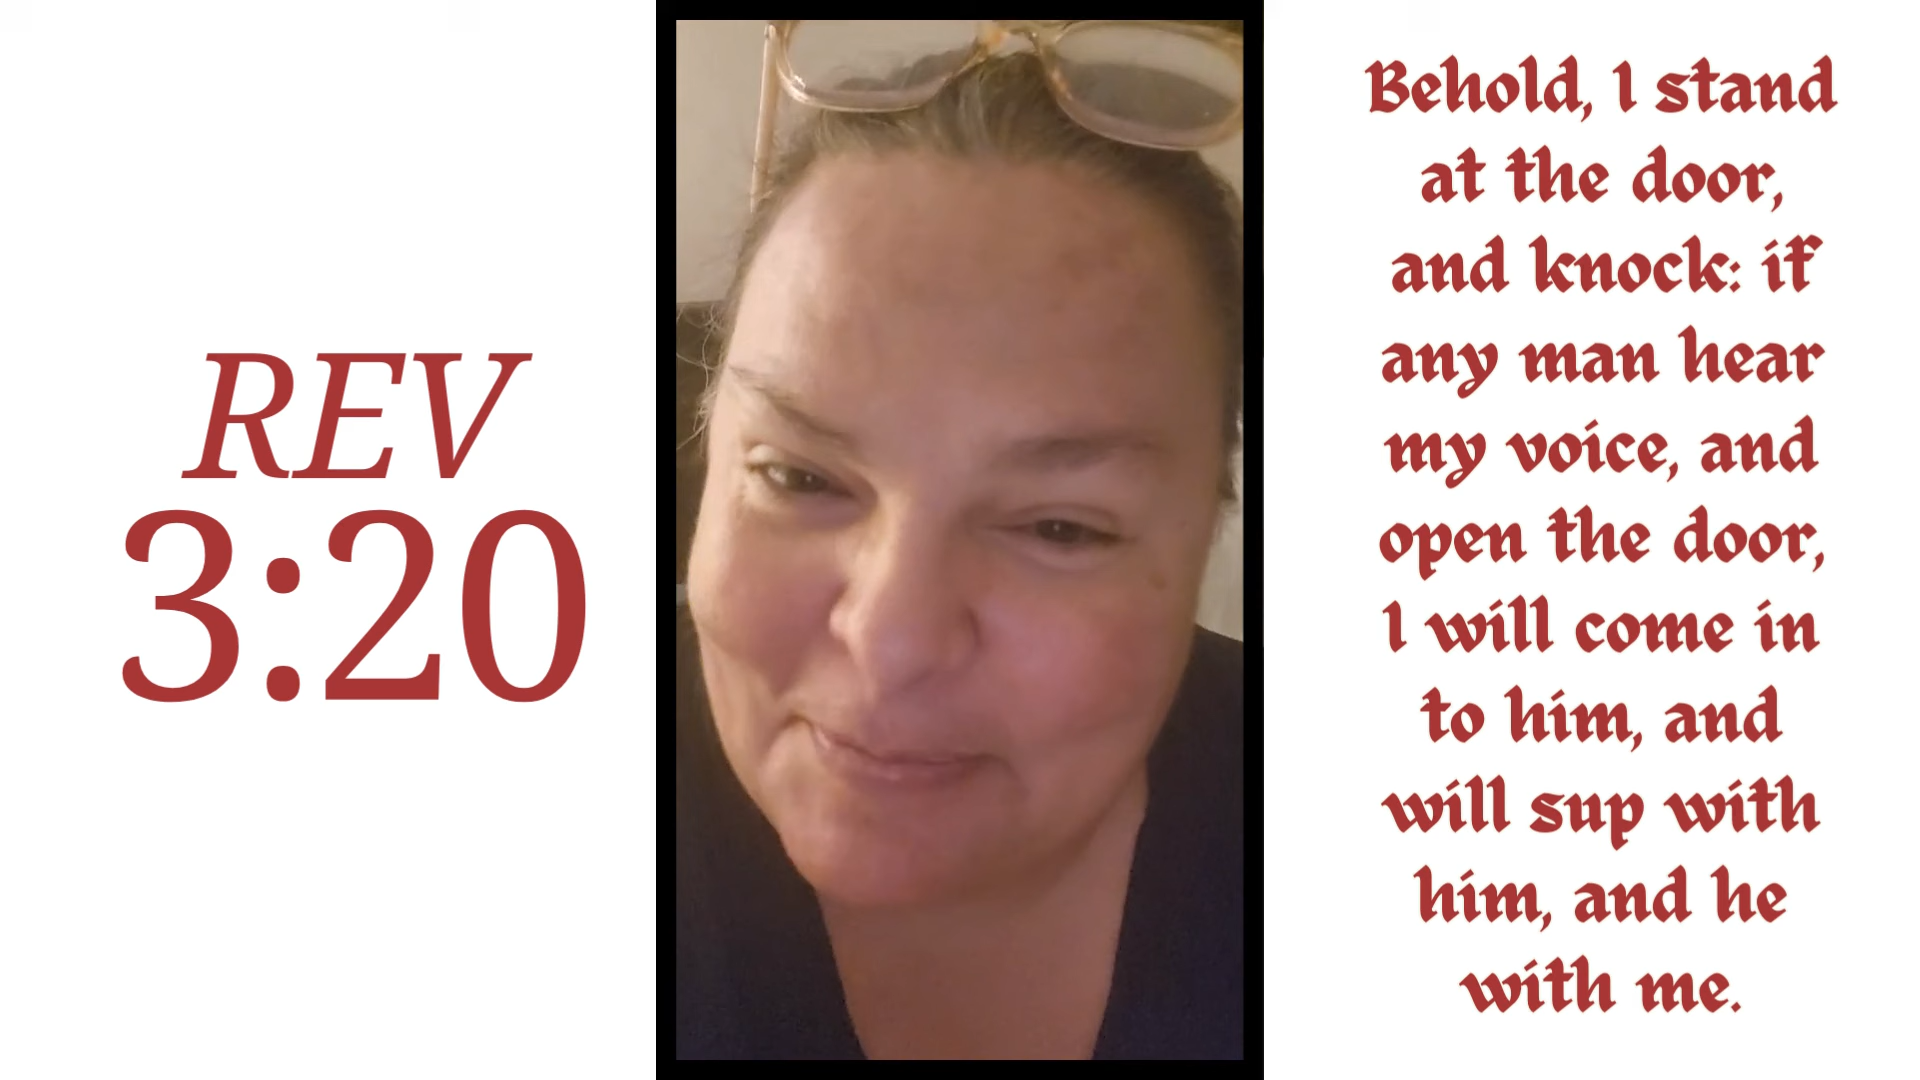 REV
3:20
Behold, I stand
at the door,
and knock: if
any man hear
my voice, and
open the door,
I will come in
to him, and
will sup with
him, and he
with me.